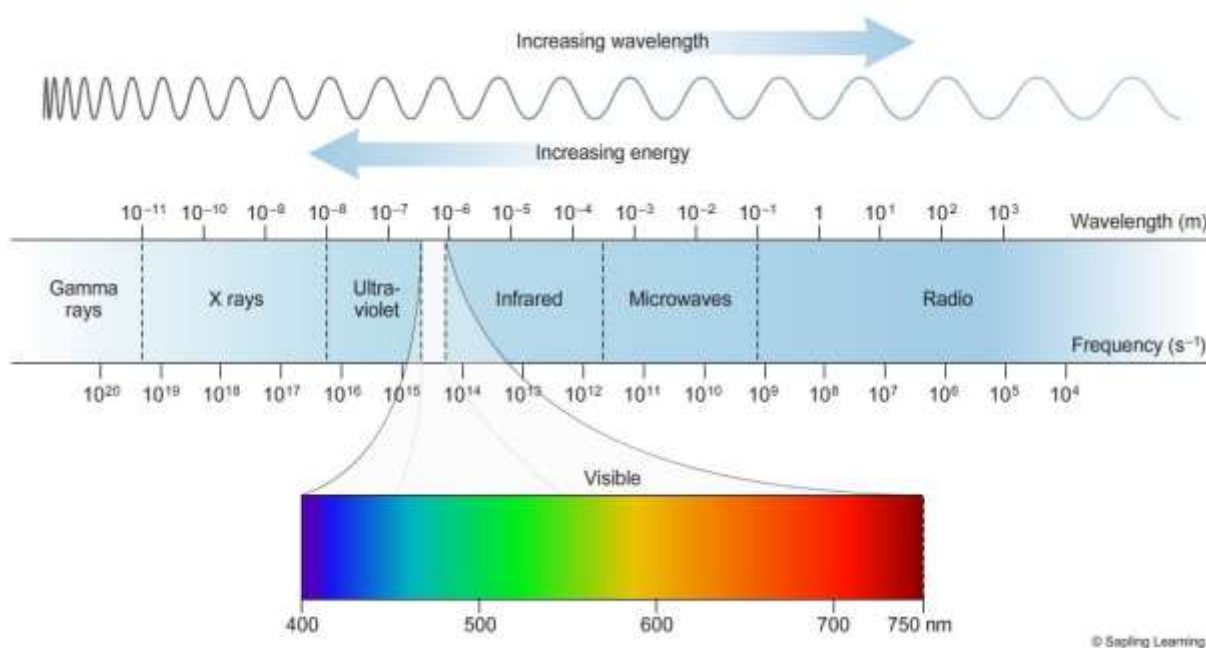 Increasing wavelength
Increasing energy
10⁻¹¹ 10⁻¹⁰ 10⁻⁹ 10⁻⁸ 10⁻⁷ 10⁻⁶ 10⁻⁵ 10⁻⁴ 10⁻³ 10⁻² 10⁻¹ 1 10¹ 10² 10³ Wavelength (m)
Gamma rays X rays Ultra-violet Infrared Microwaves Radio
Frequency (s⁻¹)
10²⁰ 10¹⁹ 10¹⁸ 10¹⁷ 10¹⁶ 10¹⁵ 10¹⁴ 10¹³ 10¹² 10¹¹ 10¹⁰ 10⁹ 10⁸ 10⁷ 10⁶ 10⁵ 10⁴
Visible
400 500 600 700 750 nm
© Sapling Learning